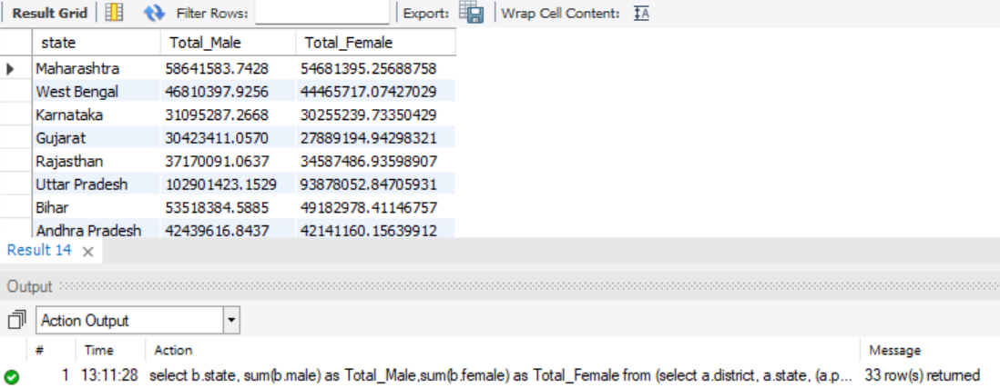 Result Grid Filter Rows: Export: Wrap Cell Content:
state Total_Male Total_Female
Maharashtra 58641583.7428 54681395.25688758
West Bengal 46810397.9256 44465717.07427029
Karnataka 31095287.2668 30255239.73350429
Gujarat 30423411.0570 27889194.94298321
Rajasthan 37170091.0637 34587486.93598907
Uttar Pradesh 102901423.1529 93878052.84705931
Bihar 53518384.5885 49182978.41146757
Andhra Pradesh 42439616.8437 42141160.15639912
Result 14
Output
Action Output
# Time Action Message
1 13:11:28 select b.state, sum(b.male) as Total_Male,sum(b.female) as Total_Female from (select a.district, a.state, (a.p... 33 row(s) returned